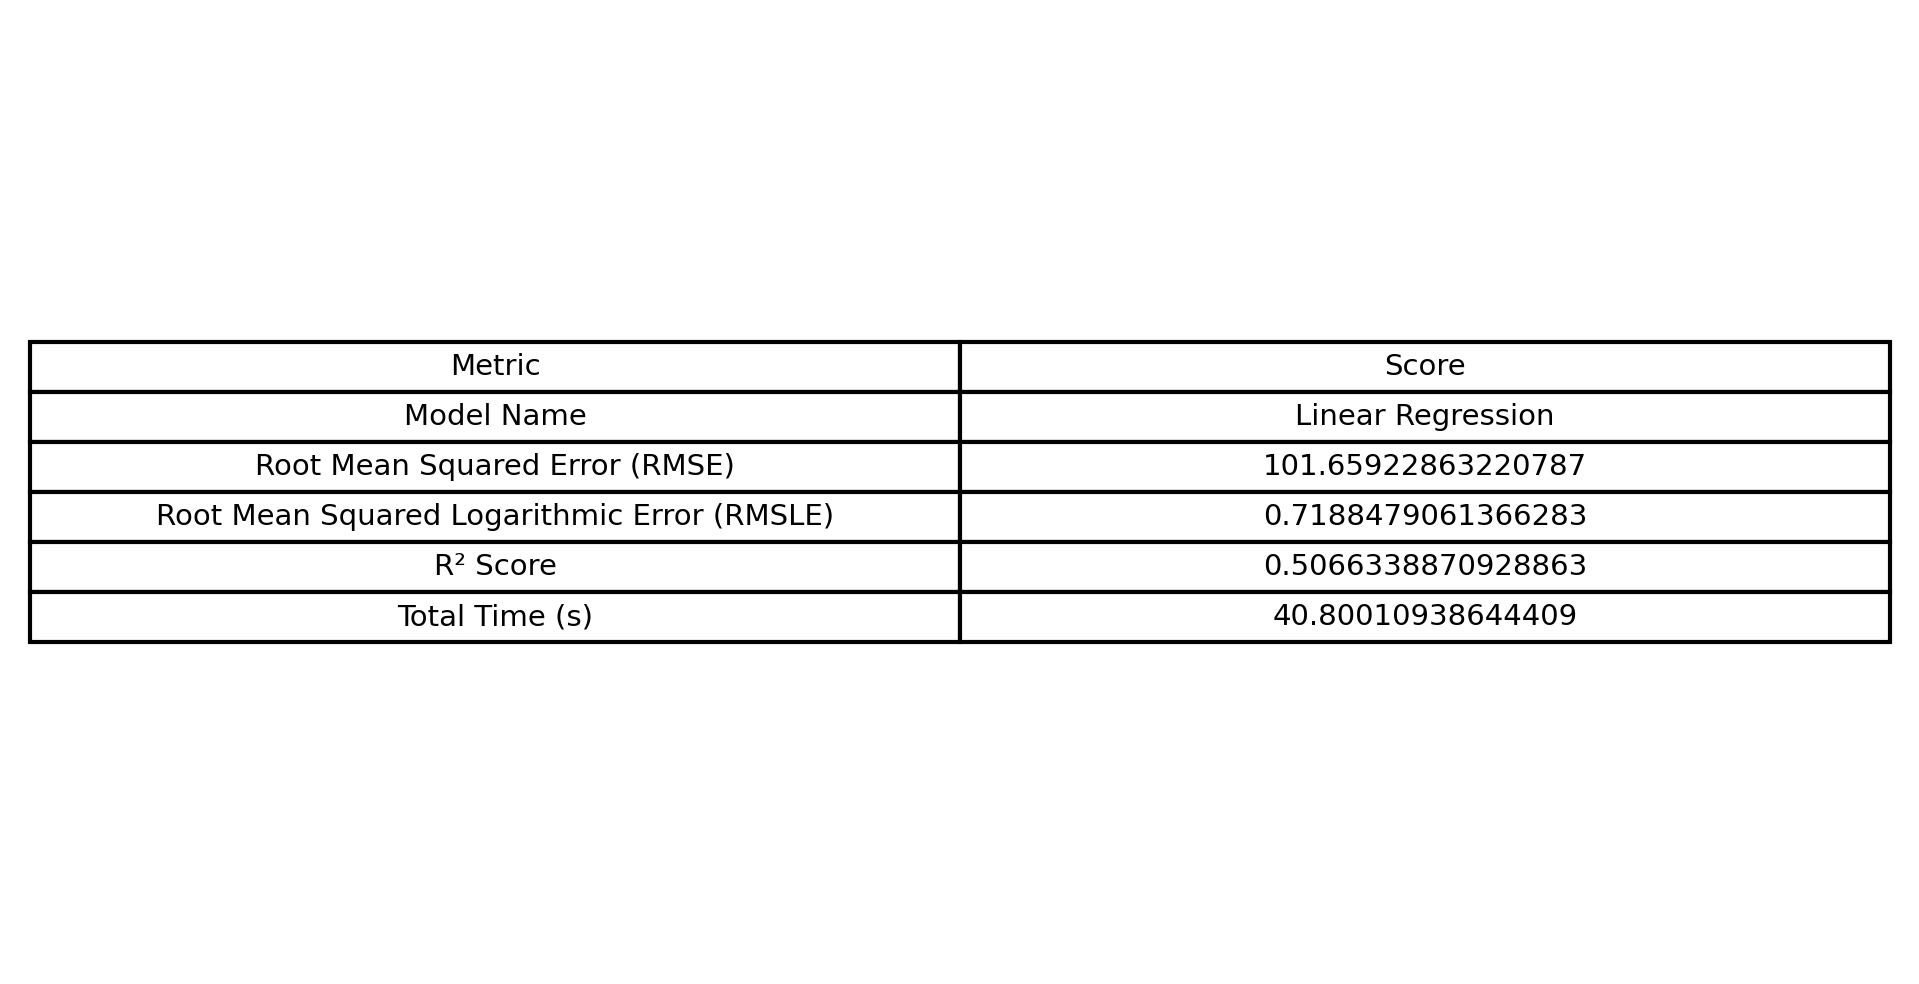 Metric Score
Model Name Linear Regression
Root Mean Squared Error (RMSE) 101.65922863220787
Root Mean Squared Logarithmic Error (RMSLE) 0.7188479061366283
R² Score 0.5066338870928863
Total Time (s) 40.80010938644409